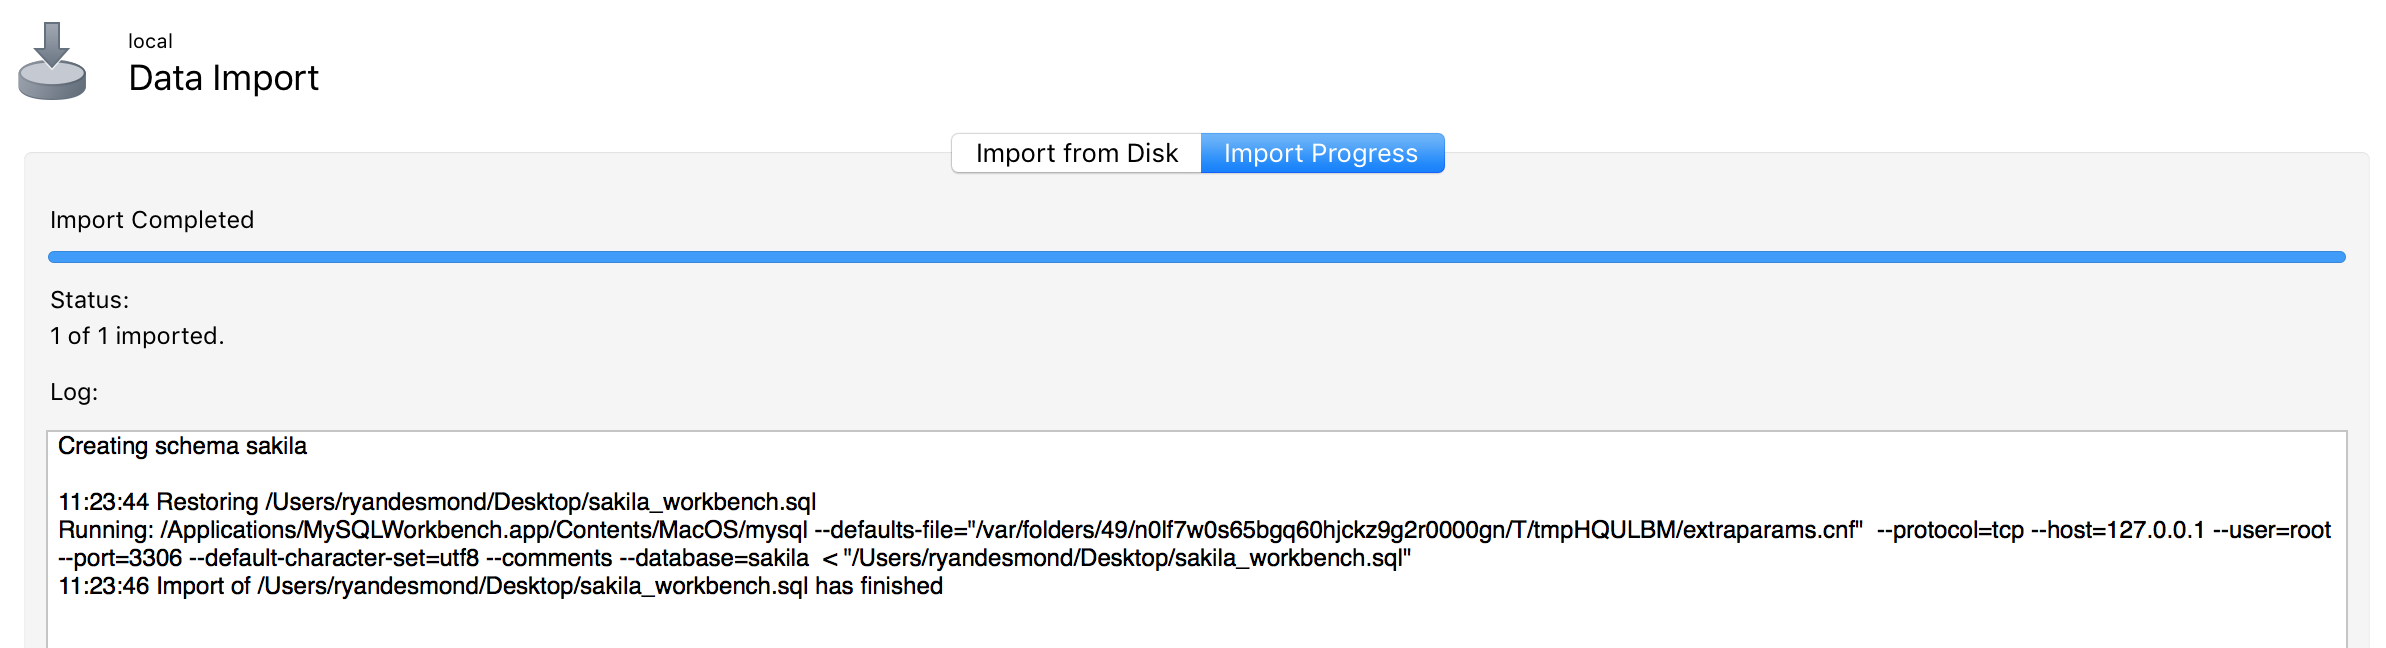 local
Data Import
Import from Disk
Import Progress
Import Completed
Status:
1 of 1 imported.
Log:
Creating schema sakila
11:23:44 Restoring /Users/ryandesmond/Desktop/sakila_workbench.sql
Running: /Applications/MySQLWorkbench.app/Contents/MacOS/mysql --defaults-file="/var/folders/49/n0lf7w0s65bgq60hjckz9g2r0000gn/T/tmpHQULBM/extraparams.cnf"  --protocol=tcp --host=127.0.0.1 --user=root
--port=3306 --default-character-set=utf8 --comments --database=sakila  < "/Users/ryandesmond/Desktop/sakila_workbench.sql"
11:23:46 Import of /Users/ryandesmond/Desktop/sakila_workbench.sql has finished